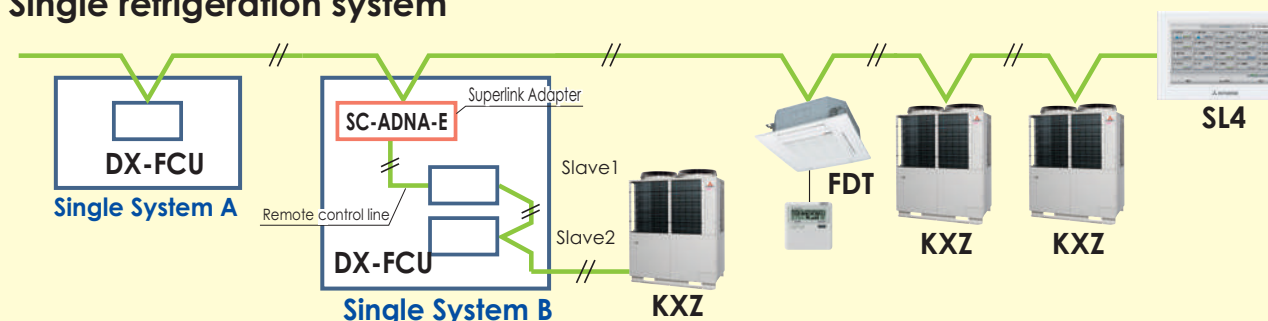 Single refrigeration system
Superlink Adapter
SC-ADNA-E
SL4
DX-FCU
Slave1
FDT
Single System A
Remote control line
Slave2
KXZ
KXZ
DX-FCU
KXZ
Single System B